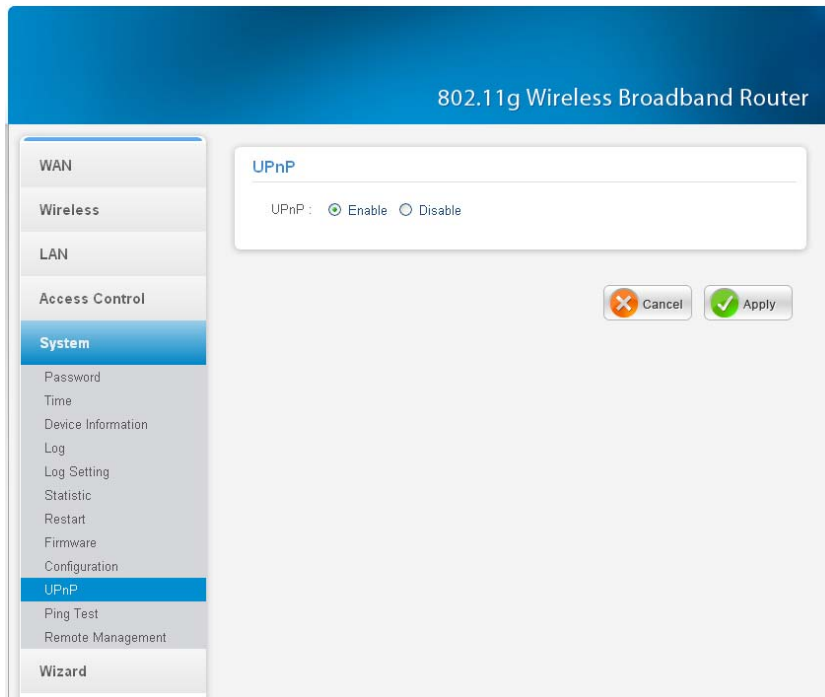 802.11g Wireless Broadband Router
WAN
Wireless
LAN
Access Control
System
Password
Time
Device Information
Log
Log Setting
Statistic
Restart
Firmware
Configuration
UPnP
Ping Test
Remote Management
Wizard
UPnP
UPnP : Enable Disable
Cancel Apply